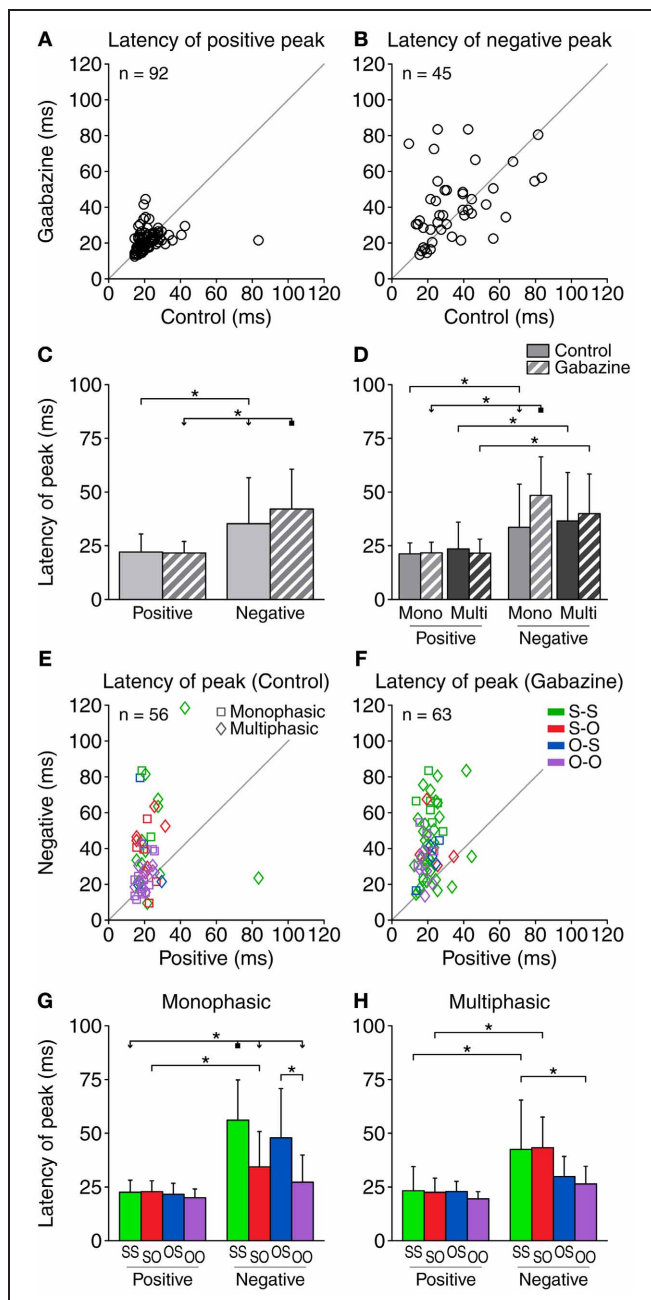 A Latency of positive peak
n = 92
Gaabazine (ms)
120
100
80
60
40
20
0
0 20 40 60 80 100 120
Control (ms)
B Latency of negative peak
n = 45
120
100
80
60
40
20
0
0 20 40 60 80 100 120
Control (ms)
C
Latency of peak (ms)
100
75
50
25
0
*
*
Positive Negative
D
Control
Gabazine
100
75
50
25
0
*
*
*
*
Mono Multi Mono Multi
Positive Negative
E Latency of peak (Control)
n = 56
Monophasic
Multiphasic
Negative (ms)
120
100
80
60
40
20
0
0 20 40 60 80 100 120
Positive (ms)
F Latency of peak (Gabazine)
n = 63
S-S
S-O
O-S
O-O
120
100
80
60
40
20
0
0 20 40 60 80 100 120
Positive (ms)
G Monophasic
Latency of peak (ms)
100
75
50
25
0
*
*
*
SS SO OS OO SS SO OS OO
Positive Negative
H Multiphasic
100
75
50
25
0
*
*
*
SS SO OS OO SS SO OS OO
Positive Negative